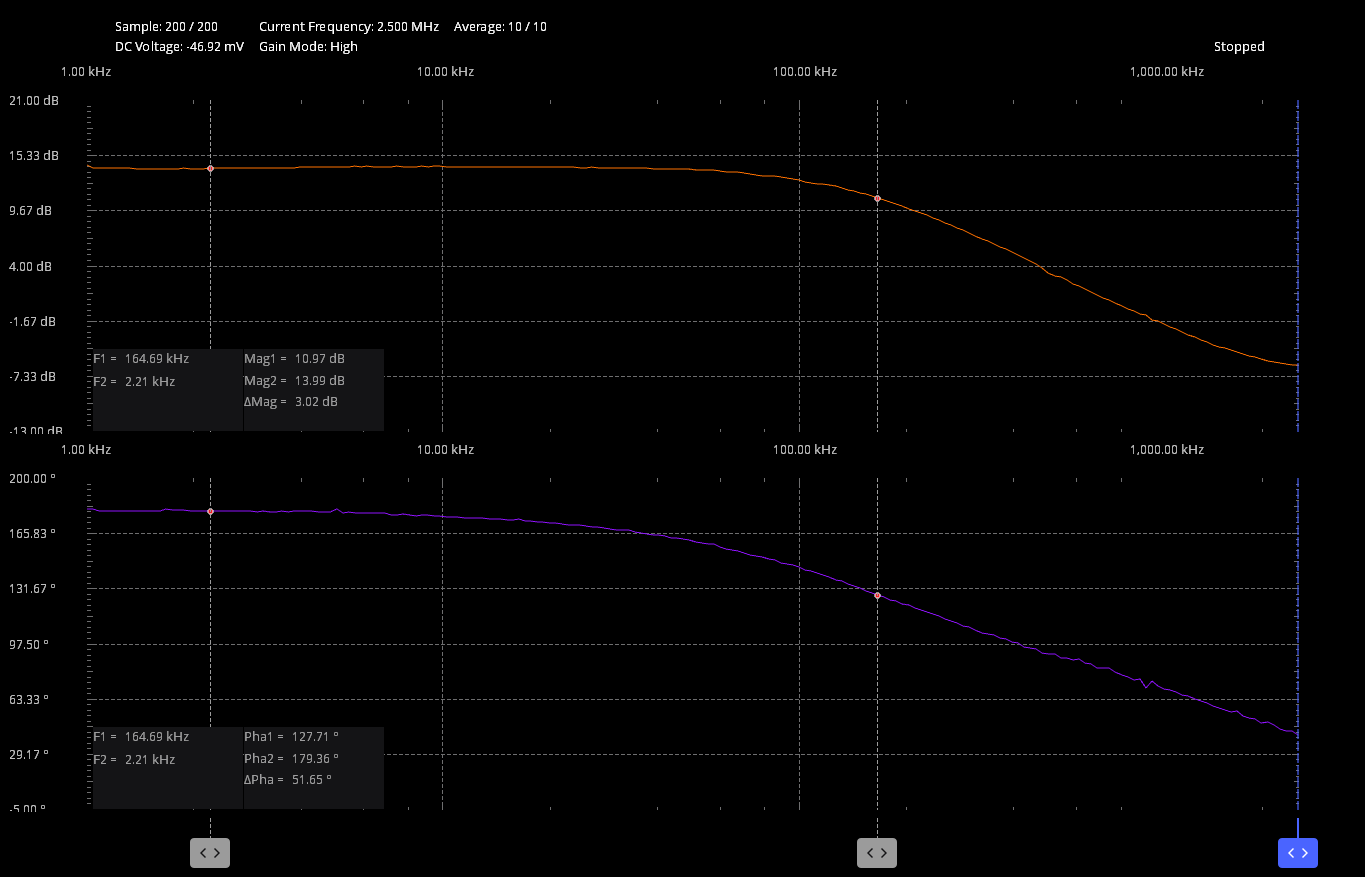 Sample: 200 / 200 Current Frequency: 2.500 MHz Average: 10 / 10
DC Voltage: -46.92 mV Gain Mode: High
Stopped
1.00 kHz 10.00 kHz 100.00 kHz 1,000.00 kHz
21.00 dB
15.33 dB
9.67 dB
4.00 dB
-1.67 dB
-7.33 dB
-13.00 dB
F1 = 164.69 kHz Mag1 = 10.97 dB
F2 = 2.21 kHz Mag2 = 13.99 dB
ΔMag = 3.02 dB
1.00 kHz 10.00 kHz 100.00 kHz 1,000.00 kHz
200.00 °
165.83 °
131.67 °
97.50 °
63.33 °
29.17 °
-5.00 °
F1 = 164.69 kHz Pha1 = 127.71 °
F2 = 2.21 kHz Pha2 = 179.36 °
ΔPha = 51.65 °